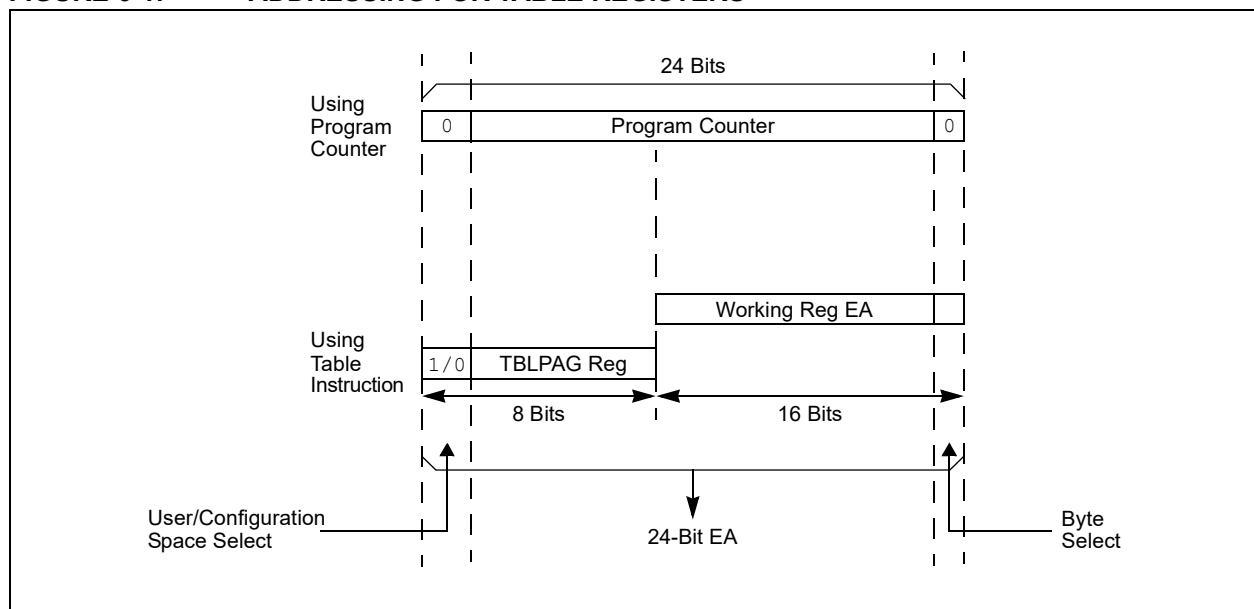 24 Bits
Using
Program
Counter
0
Program Counter
0
Working Reg EA
Using
Table
Instruction
1/0
TBLPAG Reg
8 Bits
16 Bits
User/Configuration
Space Select
24-Bit EA
Byte
Select